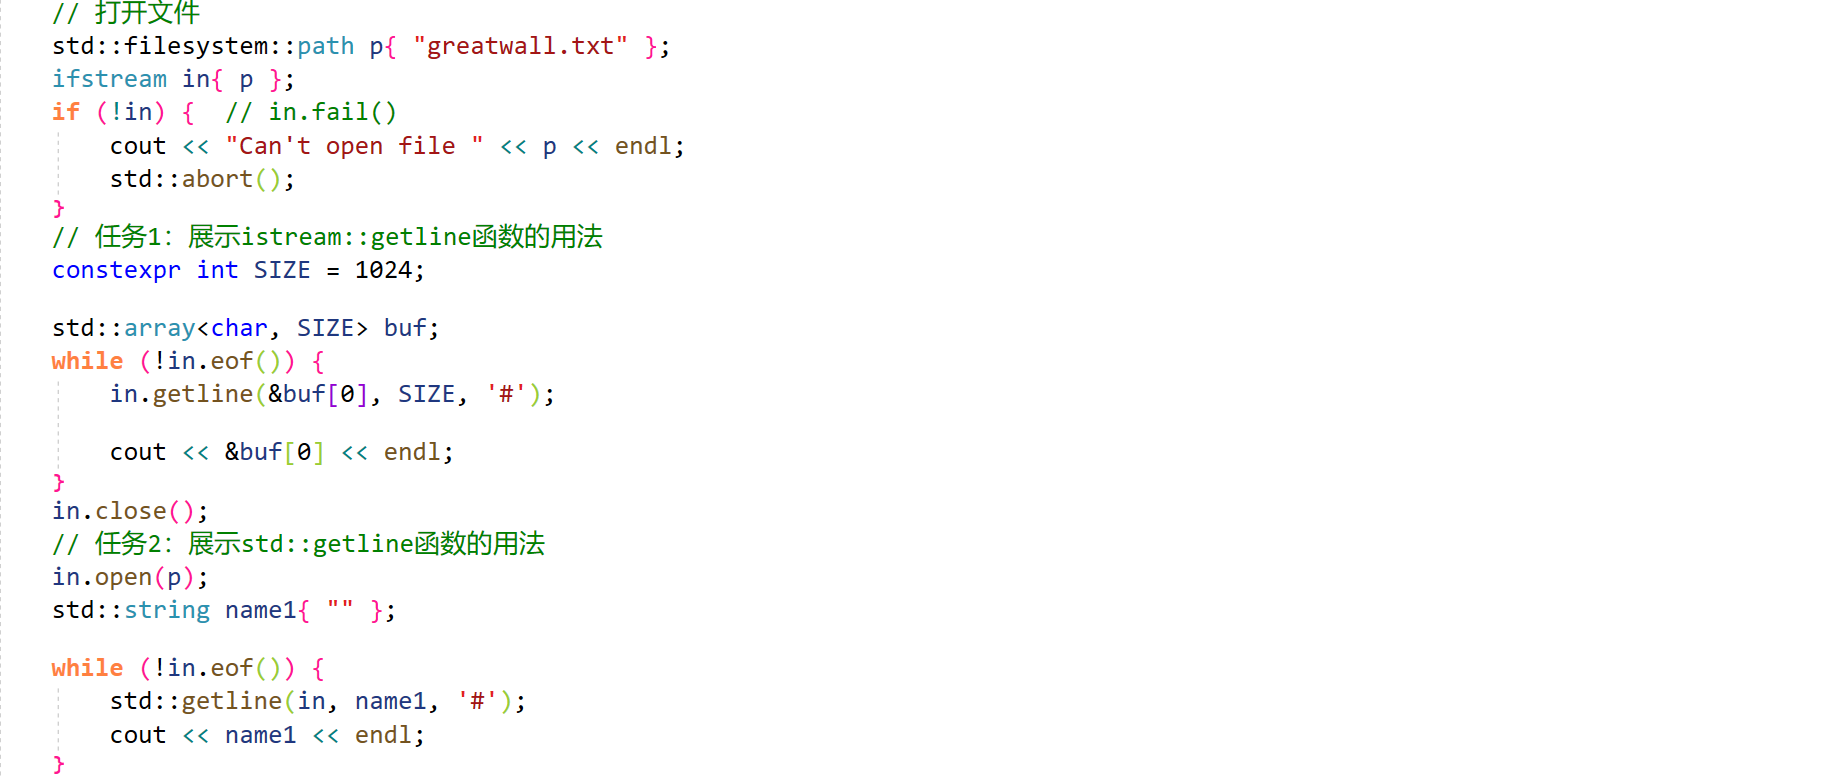 // 打开文件
std::filesystem::path p{ "greatwall.txt" };
ifstream in{ p };
if (!in) {  // in.fail()
    cout << "Can't open file " << p << endl;
    std::abort();
}
// 任务1：展示istream::getline函数的用法
constexpr int SIZE = 1024;

std::array<char, SIZE> buf;
while (!in.eof()) {
    in.getline(&buf[0], SIZE, '#');

    cout << &buf[0] << endl;
}
in.close();
// 任务2：展示std::getline函数的用法
in.open(p);
std::string name1{ "" };

while (!in.eof()) {
    std::getline(in, name1, '#');
    cout << name1 << endl;
}